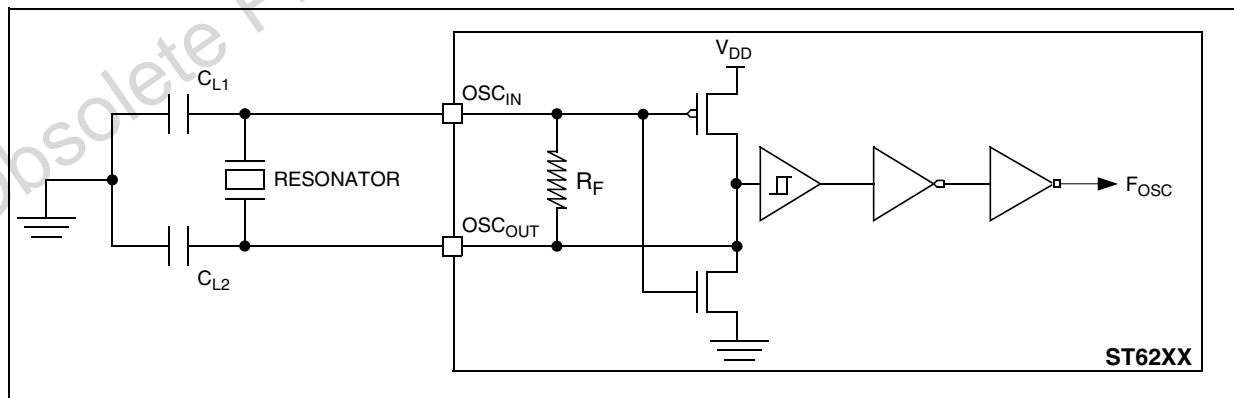 obsolete P
VDD
CL1
OSCIN
RESONATOR
RF
FOSC
OSCOUT
CL2
ST62XX